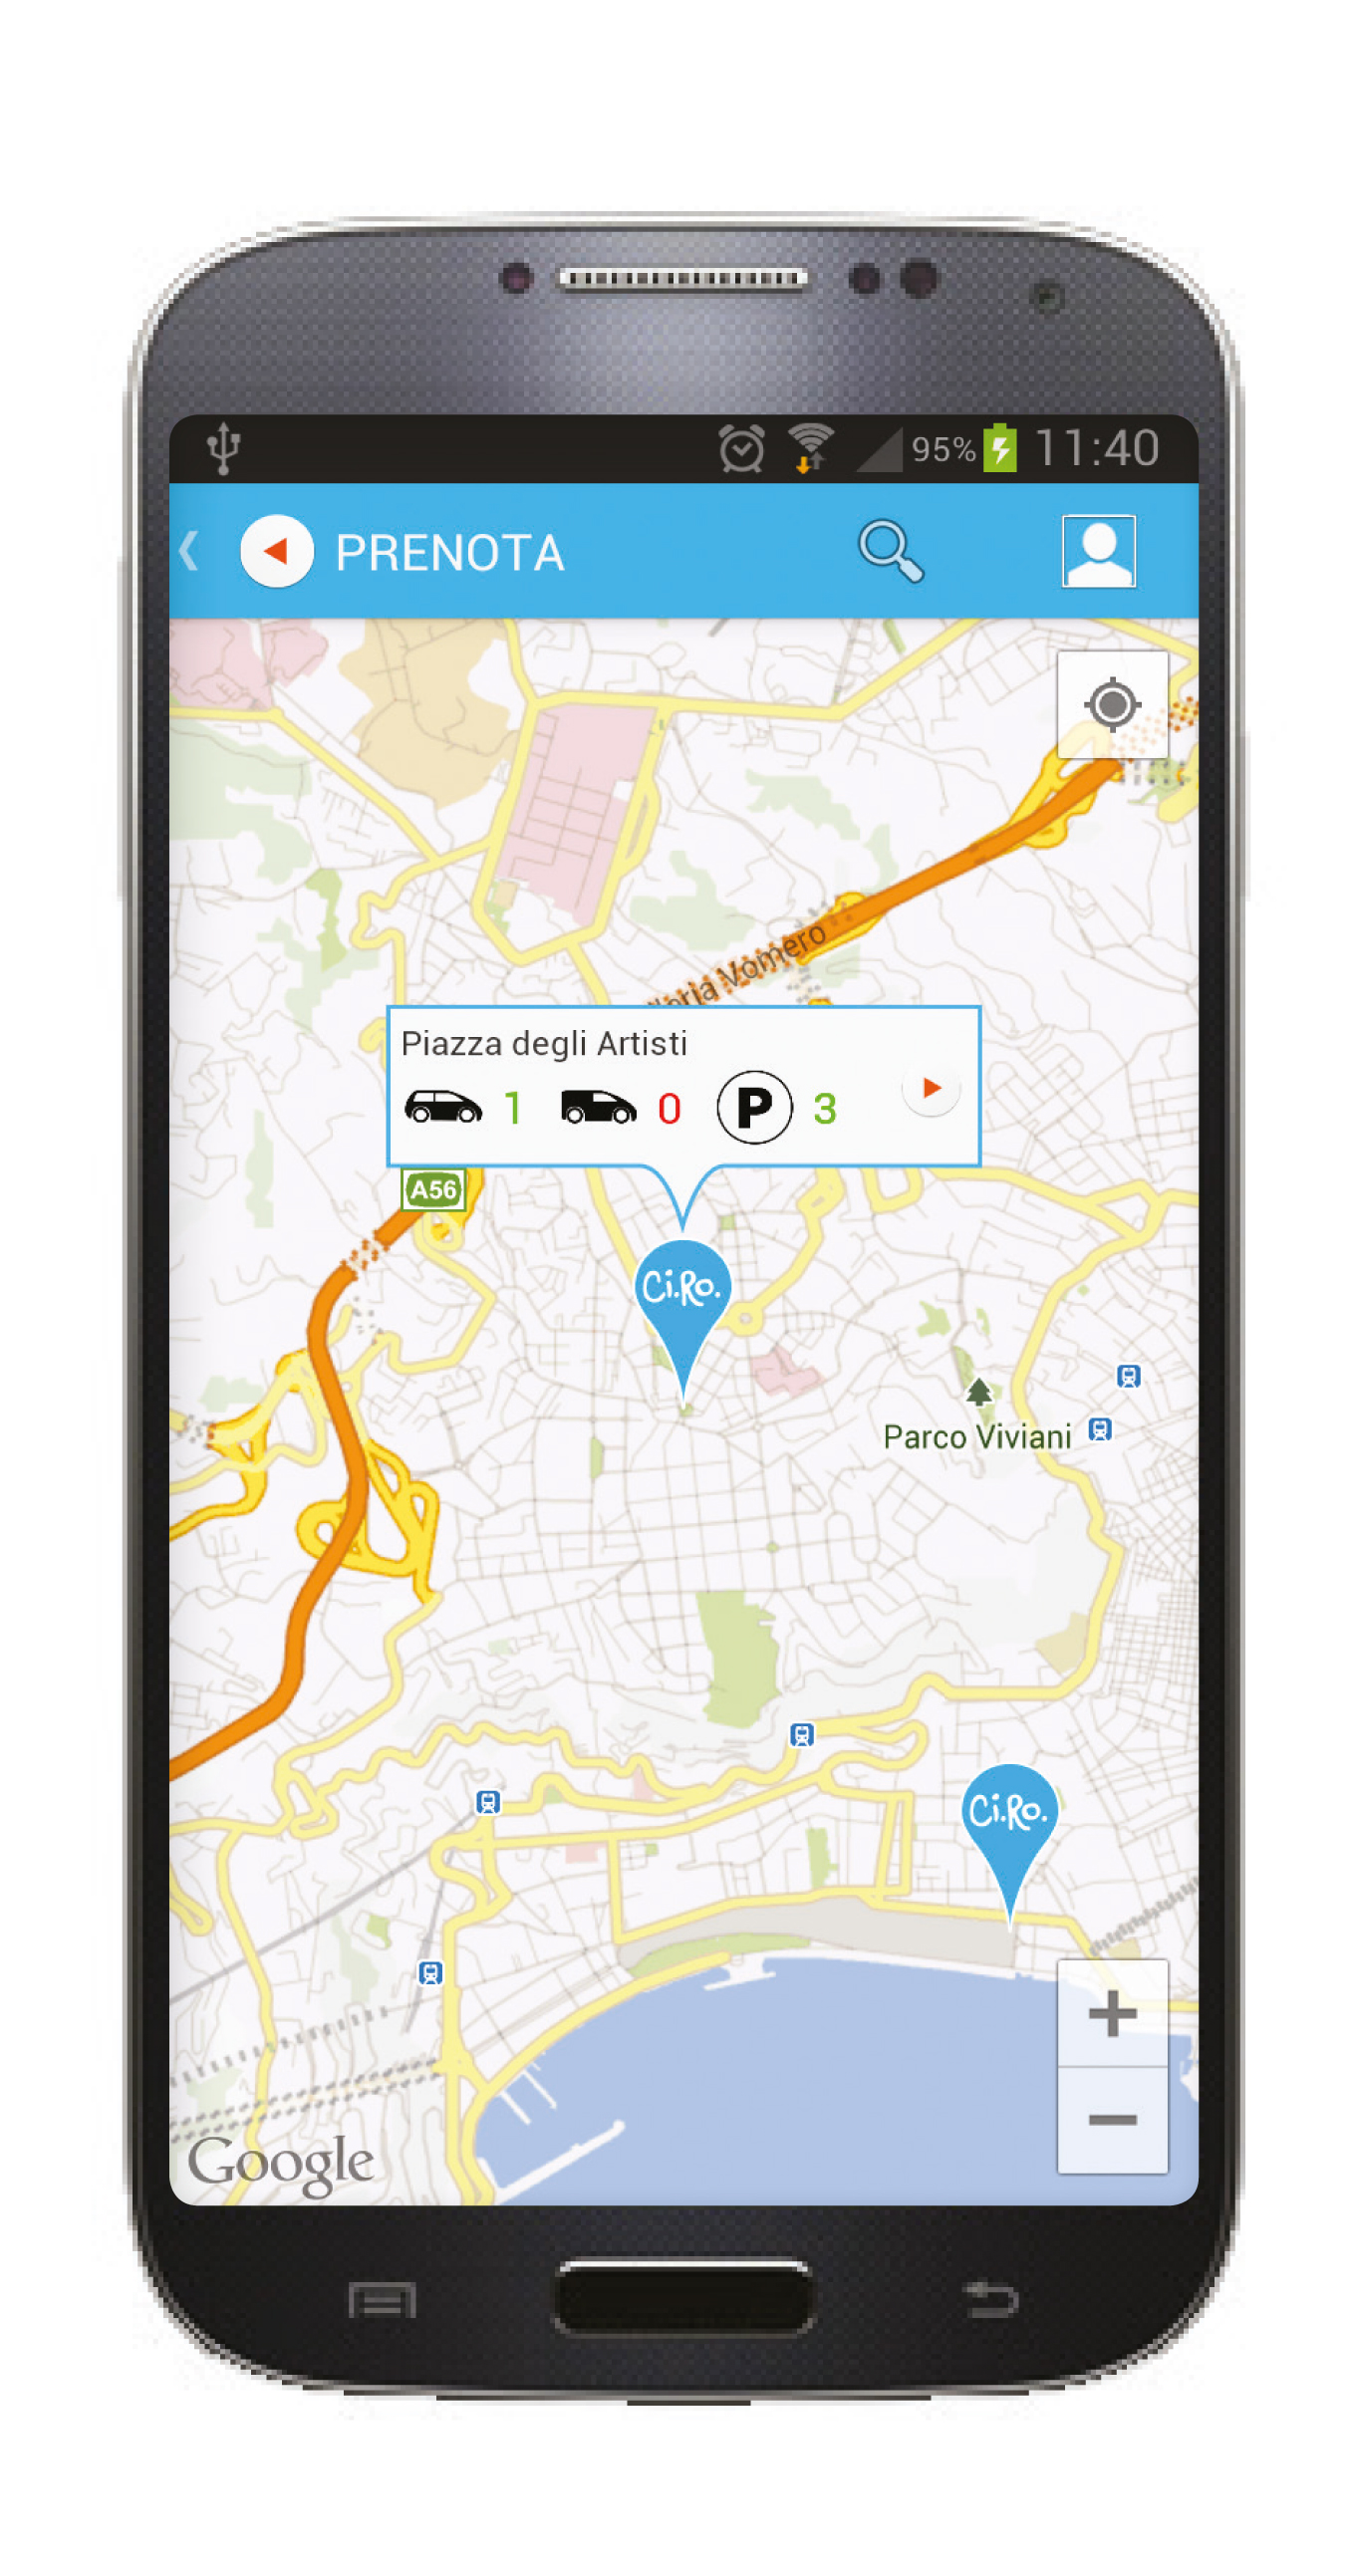 95% 11:40
PRENOTA
lleria Vomero
Piazza degli Artisti
1 0 P 3
A56
Ci.Ro.
Parco Viviani
Ci.Ro.
+
−
Google